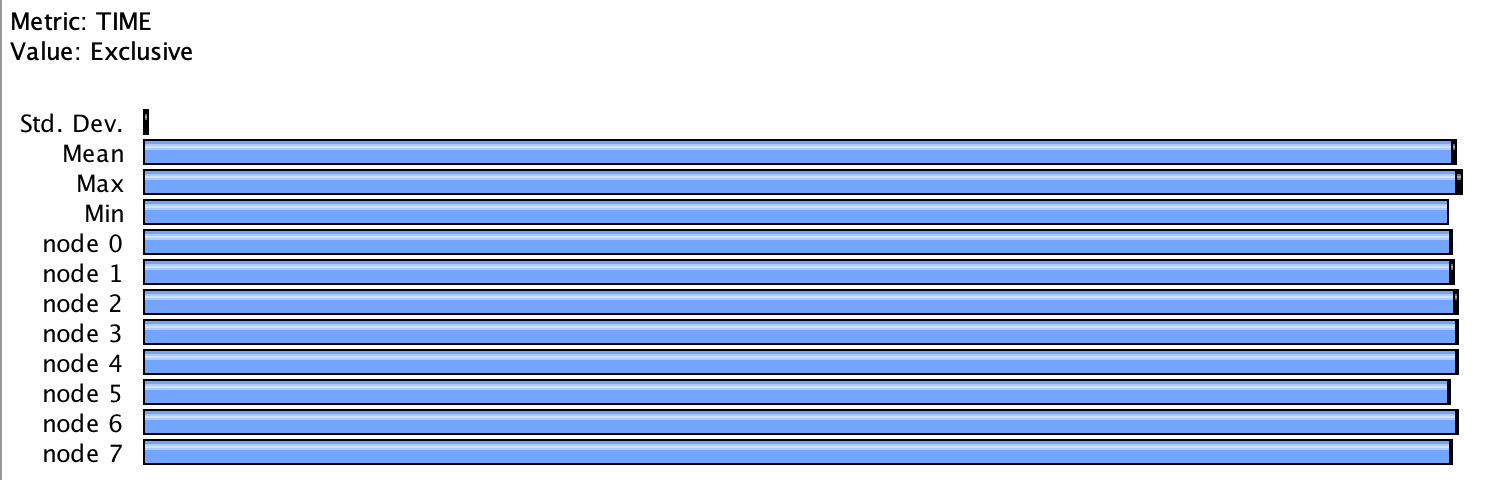 Metric: TIME
Value: Exclusive
Std. Dev.
Mean
Max
Min
node 0
node 1
node 2
node 3
node 4
node 5
node 6
node 7